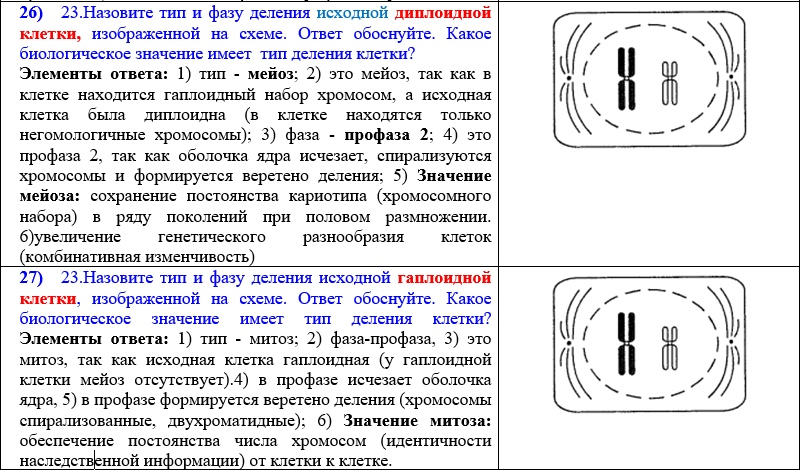 26) 23.Назовите тип и фазу деления исходной диплоидной
клетки, изображенной на схеме. Ответ обоснуйте. Какое
биологическое значение имеет тип деления клетки?
Элементы ответа: 1) тип - мейоз; 2) это мейоз, так как в
клетке находится гаплоидный набор хромосом, а исходная
клетка была диплоидна (в клетке находятся только
негомологичные хромосомы); 3) фаза - профаза 2; 4) это
профаза 2, так как оболочка ядра исчезает, спирализуются
хромосомы и формируется веретено деления; 5) Значение
мейоза: сохранение постоянства кариотипа (хромосомного
набора) в ряду поколений при половом размножении.
6)увеличение генетического разнообразия клеток
(комбинативная изменчивость)
27) 23.Назовите тип и фазу деления исходной гаплоидной
клетки, изображенной на схеме. Ответ обоснуйте. Какое
биологическое значение имеет тип деления клетки?
Элементы ответа: 1) тип - митоз; 2) фаза-профаза, 3) это
митоз, так как исходная клетка гаплоидная (у гаплоидной
клетки мейоз отсутствует).4) в профазе исчезает оболочка
ядра, 5) в профазе формируется веретено деления (хромосомы
спирализованные, двухроматидные); 6) Значение митоза:
обеспечение постоянства числа хромосом (идентичности
наследственной информации) от клетки к клетке.